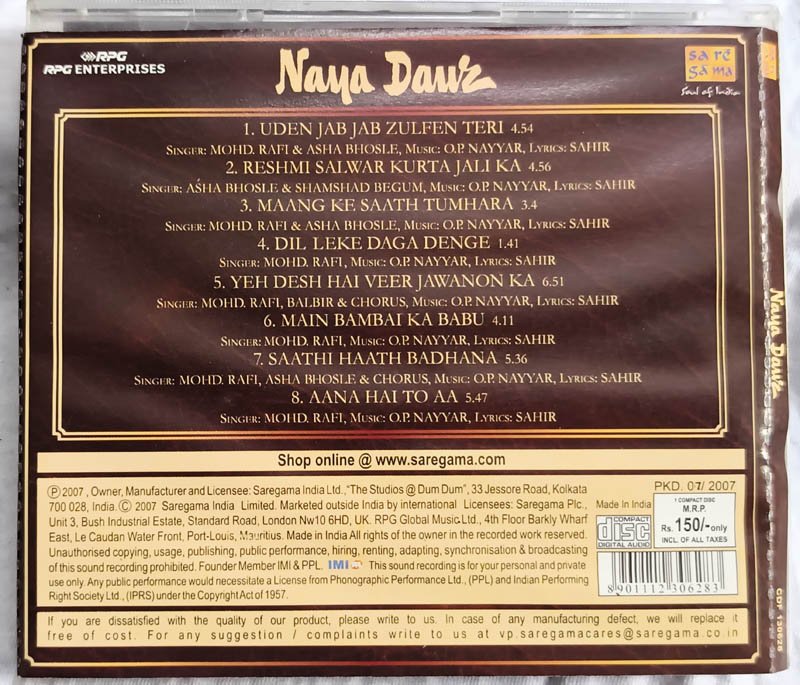 RPG
RPG ENTERPRISES
Naya Daur
sa rē
gā ma
Soul of India
1. UDEN JAB JAB ZULFEN TERI 4.54
SINGER: MOHD. RAFI & ASHA BHOSLE, MUSIC: O.P. NAYYAR, LYRICS: SAHIR
2. RESHMI SALWAR KURTA JALI KA 4.56
SINGER: ASHA BHOSLE & SHAMSHAD BEGUM, MUSIC: O.P. NAYYAR, LYRICS: SAHIR
3. MAANG KE SAATH TUMHARA 3.4
SINGER: MOHD. RAFI & ASHA BHOSLE, MUSIC: O.P. NAYYAR, LYRICS: SAHIR
4. DIL LEKE DAGA DENGE 1.41
SINGER: MOHD. RAFI, MUSIC: O.P. NAYYAR, LYRICS: SAHIR
5. YEH DESH HAI VEER JAWANON KA 6.51
SINGER: MOHD. RAFI, BALBIR & CHORUS, MUSIC: O.P. NAYYAR, LYRICS: SAHIR
6. MAIN BAMBAI KA BABU 4.11
SINGER: MOHD. RAFI, MUSIC: O.P. NAYYAR, LYRICS: SAHIR
7. SAATHI HAATH BADHANA 5.36
SINGER: MOHD. RAFI, ASHA BHOSLE & CHORUS, MUSIC: O.P. NAYYAR, LYRICS: SAHIR
8. AANA HAI TO AA 5.47
SINGER: MOHD. RAFI, MUSIC: O.P. NAYYAR, LYRICS: SAHIR
Shop online @ www.saregama.com
℗ 2007, Owner, Manufacturer and Licensee: Saregama India Ltd.,"The Studios @ Dum Dum", 33 Jessore Road, Kolkata
700 028, India. © 2007 Saregama India Limited. Marketed outside India by international Licensees: Saregama Plc.,
Unit 3, Bush Industrial Estate, Standard Road, London Nw10 6HD, UK. RPG Global Music Ltd., 4th Floor Barkly Wharf
East, Le Caudan Water Front, Port-Louis, Mauritius. Made in India All rights of the owner in the recorded work reserved.
Unauthorised copying, usage, publishing, public performance, hiring, renting, adapting, synchronisation & broadcasting
of this sound recording prohibited. Founder Member IMI & PPL. IMI This sound recording is for your personal and private
use only. Any public performance would necessitate a License from Phonographic Performance Ltd., (PPL) and Indian Performing
Right Society Ltd., (IPRS) under the Copyright Act of 1957.
Made in India
COMPACT
disc
DIGITAL AUDIO
PKD. 07/ 2007
1 COMPACT DISC
M.R.P.
Rs. 150/- only
INCL. OF ALL TAXES
8901112306283
If you are dissatisfied with the quality of our product, please write to us. In case of any manufacturing defect, we will replace it
free of cost. For any suggestion / complaints write to us at vp.saregamacares@saregama.co.in
Naya Daur
CDF 130628